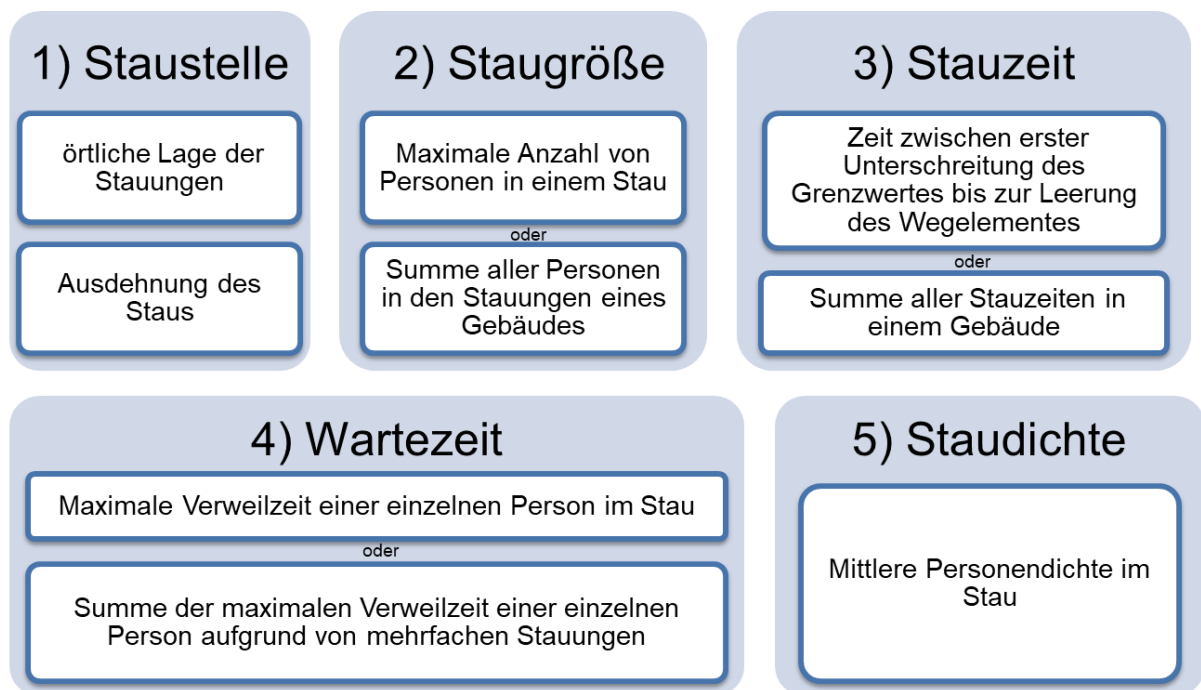 1) Staustelle
örtliche Lage der
Stauungen
Ausdehnung des
Staus
2) Staugröße
Maximale Anzahl von
Personen in einem Stau
oder
Summe aller Personen
in den Stauungen eines
Gebäudes
3) Stauzeit
Zeit zwischen erster
Unterschreitung des
Grenzwertes bis zur Leerung
des Wegelementes
oder
Summe aller Stauzeiten in
einem Gebäude
4) Wartezeit
Maximale Verweilzeit einer einzelnen Person im Stau
oder
Summe der maximalen Verweilzeit einer einzelnen
Person aufgrund von mehrfachen Stauungen
5) Staudichte
Mittlere Personendichte im
Stau